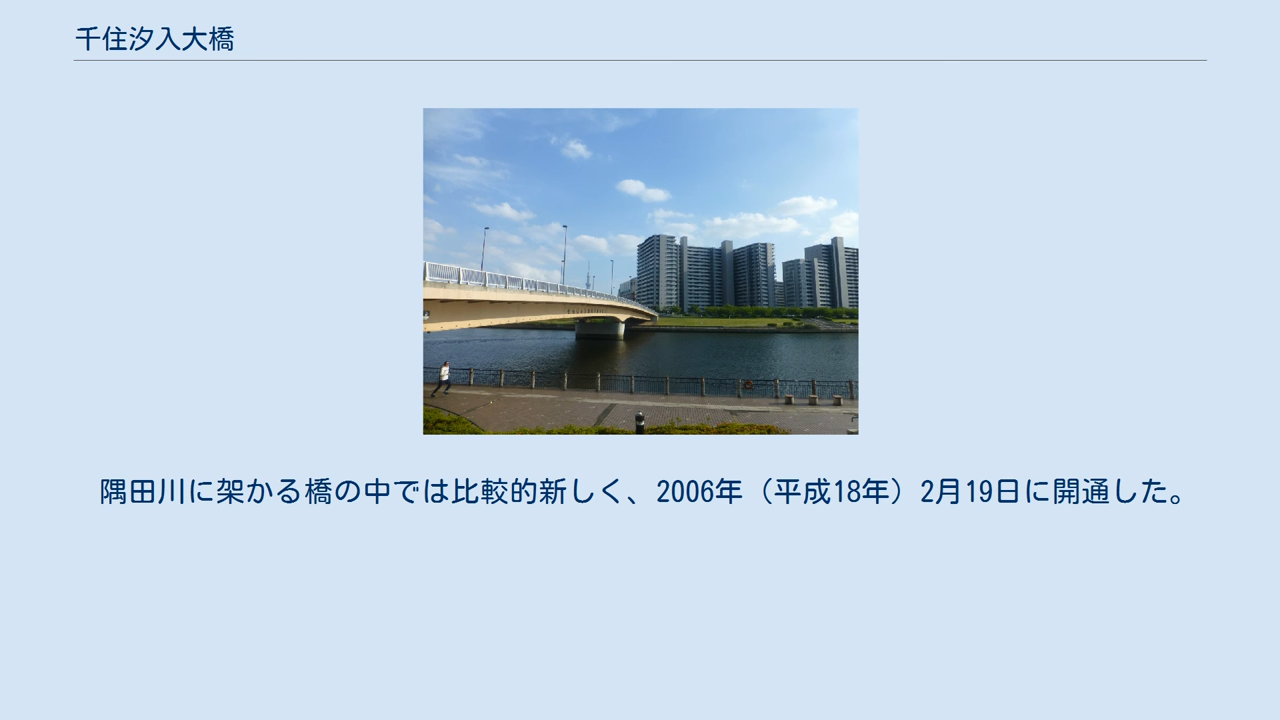 千住汐入大橋
隅田川に架かる橋の中では比較的新しく、2006年（平成18年）2月19日に開通した。